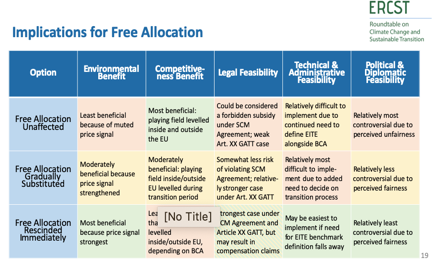 ERCST
Roundtable on
Climate Change and
Sustainable Transition
Implications for Free Allocation
Option
Environmental
Benefit
Competitive-
ness Benefit
Legal Feasibility
Technical &
Administrative
Feasibility
Political &
Diplomatic
Feasibility
Free Allocation
Unaffected
Least beneficial
because of muted
price signal
Most beneficial:
playing field levelled
inside and outside
the EU
Could be considered
a forbidden subsidy
under SCM
Agreement; weak
Art. XX GATT case
Relatively difficult to
implement due to
continued need to
define EITE
alongside BCA
Relatively most
controversial due to
perceived unfairness
Free Allocation
Gradually
Substituted
Moderately
beneficial because
price signal
strengthened
Moderately
beneficial: playing
field inside/outside
EU levelled during
transition period
Somewhat less risk
of violating SCM
Agreement; relative-
ly stronger case
under Art. XX GATT
Relatively most
difficult to imple-
ment due to added
need to decide on
transition process
Relatively less
controversial due to
perceived fairness
Free Allocation
Rescinded
Immediately
Most beneficial
because price signal
strongest
levelled
inside/outside EU,
depending on BCA
[No Title]
trongest case under
CM Agreement and
Article XX GATT, but
may result in
compensation claims
May be easiest to
implement if need
for EITE benchmark
definition falls away
Relatively least
controversial due to
perceived fairness
19